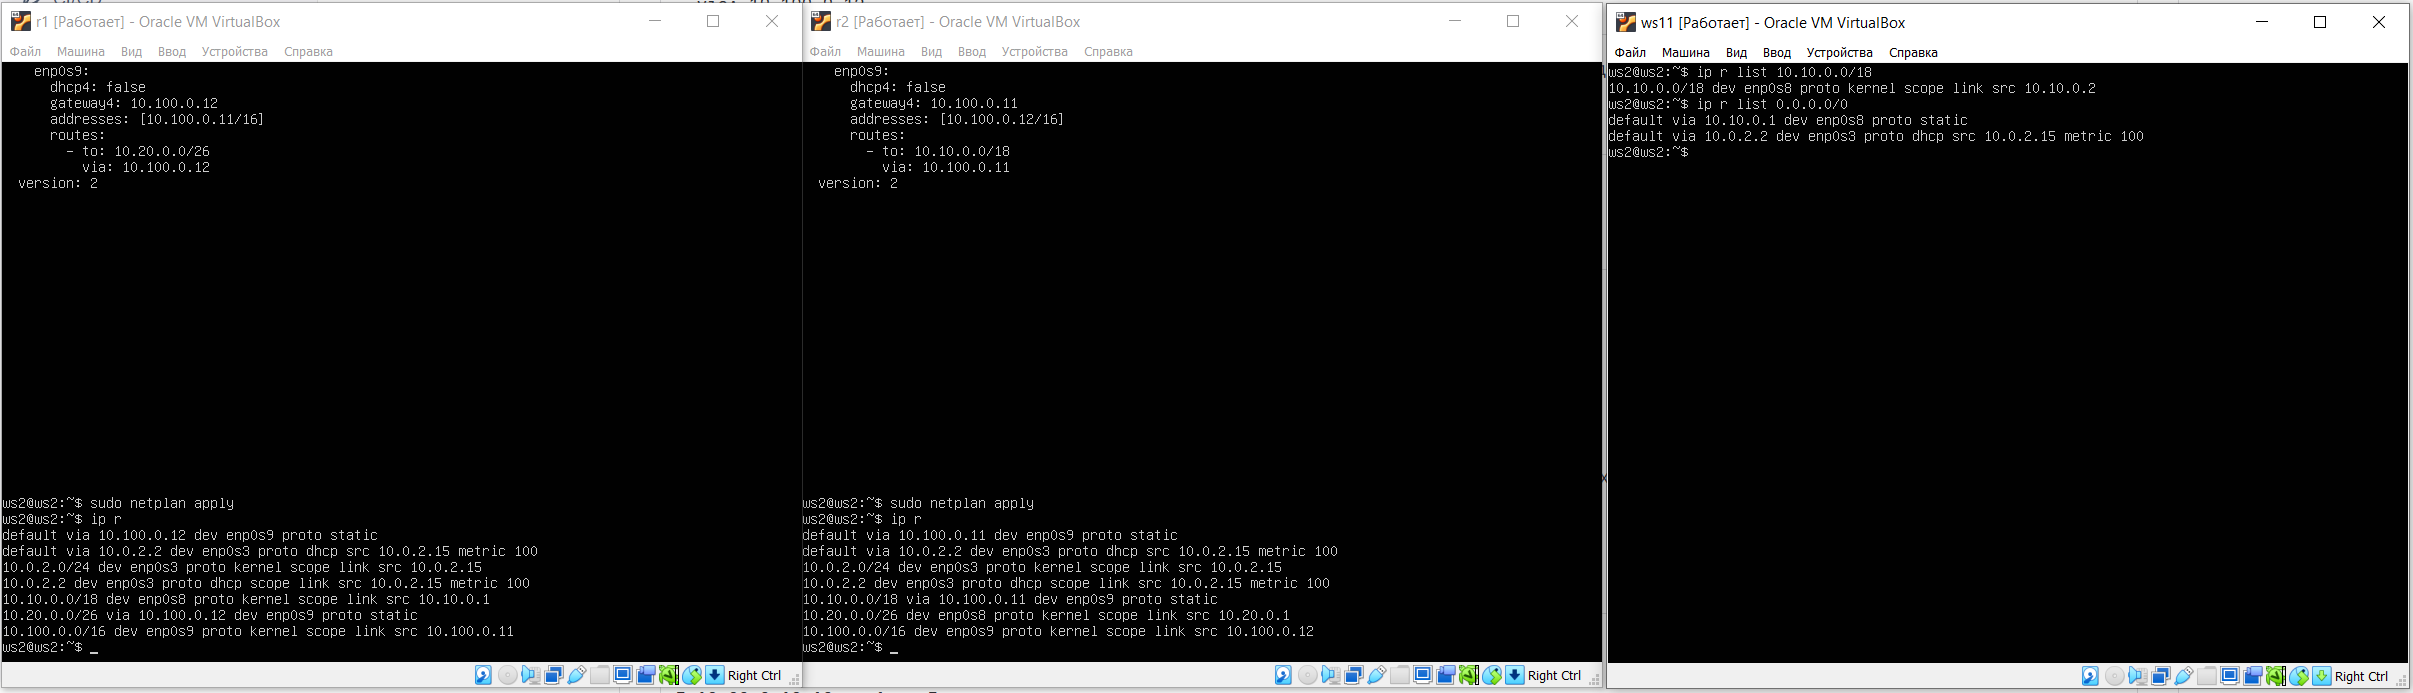 r1 [Работает] - Oracle VM VirtualBox
Файл Машина Вид Ввод Устройства Справка
    enp0s9:
      dhcp4: false
      gateway4: 10.100.0.12
      addresses: [10.100.0.11/16]
      routes:
        - to: 10.20.0.0/26
          via: 10.100.0.12
  version: 2
ws2@ws2:~$ sudo netplan apply
ws2@ws2:~$ ip r
default via 10.100.0.12 dev enp0s9 proto static
default via 10.0.2.2 dev enp0s3 proto dhcp src 10.0.2.15 metric 100
10.0.2.0/24 dev enp0s3 proto kernel scope link src 10.0.2.15
10.0.2.2 dev enp0s3 proto dhcp scope link src 10.0.2.15 metric 100
10.10.0.0/18 dev enp0s8 proto kernel scope link src 10.10.0.1
10.20.0.0/26 via 10.100.0.12 dev enp0s9 proto static
10.100.0.0/16 dev enp0s9 proto kernel scope link src 10.100.0.11
ws2@ws2:~$ _
Right Ctrl
r2 [Работает] - Oracle VM VirtualBox
Файл Машина Вид Ввод Устройства Справка
    enp0s9:
      dhcp4: false
      gateway4: 10.100.0.11
      addresses: [10.100.0.12/16]
      routes:
        - to: 10.10.0.0/18
          via: 10.100.0.11
  version: 2
ws2@ws2:~$ sudo netplan apply
ws2@ws2:~$ ip r
default via 10.100.0.11 dev enp0s9 proto static
default via 10.0.2.2 dev enp0s3 proto dhcp src 10.0.2.15 metric 100
10.0.2.0/24 dev enp0s3 proto kernel scope link src 10.0.2.15
10.0.2.2 dev enp0s3 proto dhcp scope link src 10.0.2.15 metric 100
10.10.0.0/18 via 10.100.0.11 dev enp0s9 proto static
10.20.0.0/26 dev enp0s8 proto kernel scope link src 10.20.0.1
10.100.0.0/16 dev enp0s9 proto kernel scope link src 10.100.0.12
ws2@ws2:~$ _
Right Ctrl
ws11 [Работает] - Oracle VM VirtualBox
Файл Машина Вид Ввод Устройства Справка
ws2@ws2:~$ ip r list 10.10.0.0/18
10.10.0.0/18 dev enp0s8 proto kernel scope link src 10.10.0.2
ws2@ws2:~$ ip r list 0.0.0.0/0
default via 10.10.0.1 dev enp0s8 proto static
default via 10.0.2.2 dev enp0s3 proto dhcp src 10.0.2.15 metric 100
ws2@ws2:~$
Right Ctrl